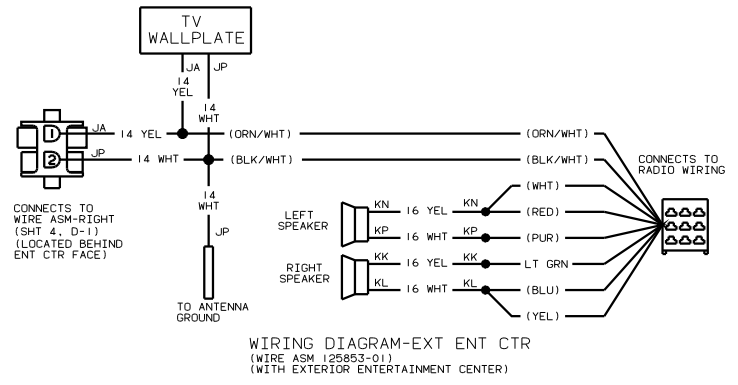 TV
WALLPLATE
JA JP
14
YEL
14
WHT
1 JA 14 YEL (ORN/WHT) (ORN/WHT)
2 JP 14 WHT (BLK/WHT) (BLK/WHT)
CONNECTS TO
RADIO WIRING
CONNECTS TO
WIRE ASM-RIGHT
(SHT 4, D-1)
(LOCATED BEHIND
ENT CTR FACE)
14
WHT
JP
TO ANTENNA
GROUND
LEFT
SPEAKER
(WHT)
KN 16 YEL KN (RED)
KP 16 WHT KP (PUR)
RIGHT
SPEAKER
KK 16 YEL KK LT GRN
KL 16 WHT KL (BLU)
(YEL)
WIRING DIAGRAM-EXT ENT CTR
(WIRE ASM 125853-01)
(WITH EXTERIOR ENTERTAINMENT CENTER)